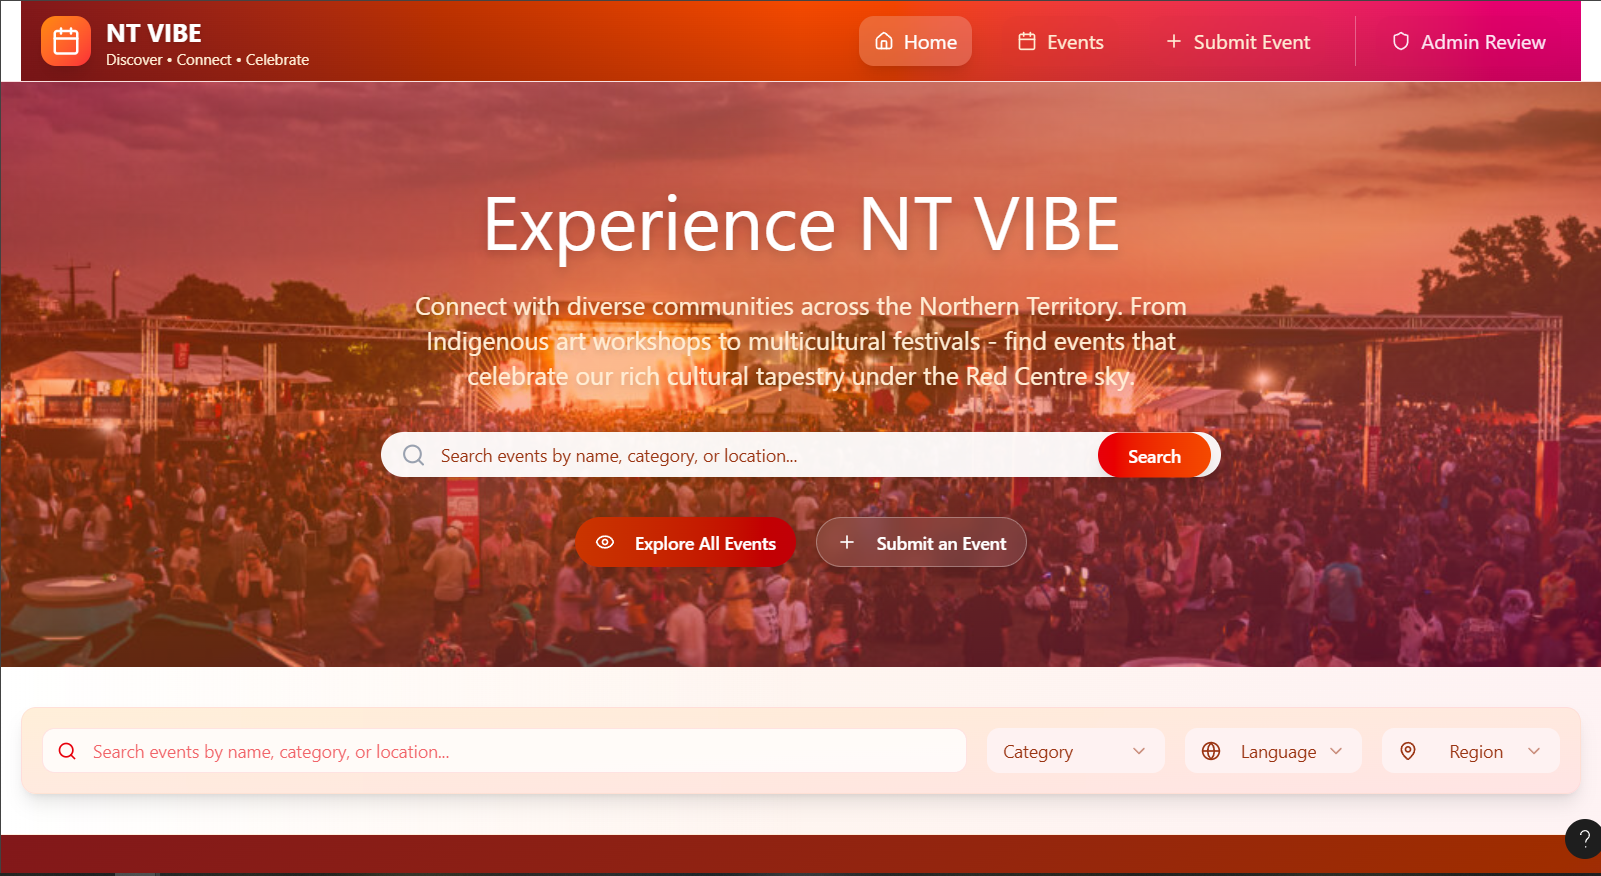 NT VIBE
Discover • Connect • Celebrate
Home
Events
Submit Event
Admin Review
Experience NT VIBE
Connect with diverse communities across the Northern Territory. From
Indigenous art workshops to multicultural festivals - find events that
celebrate our rich cultural tapestry under the Red Centre sky.
Search events by name, category, or location...
Search
Explore All Events
Submit an Event
Search events by name, category, or location...
Category
Language
Region
?